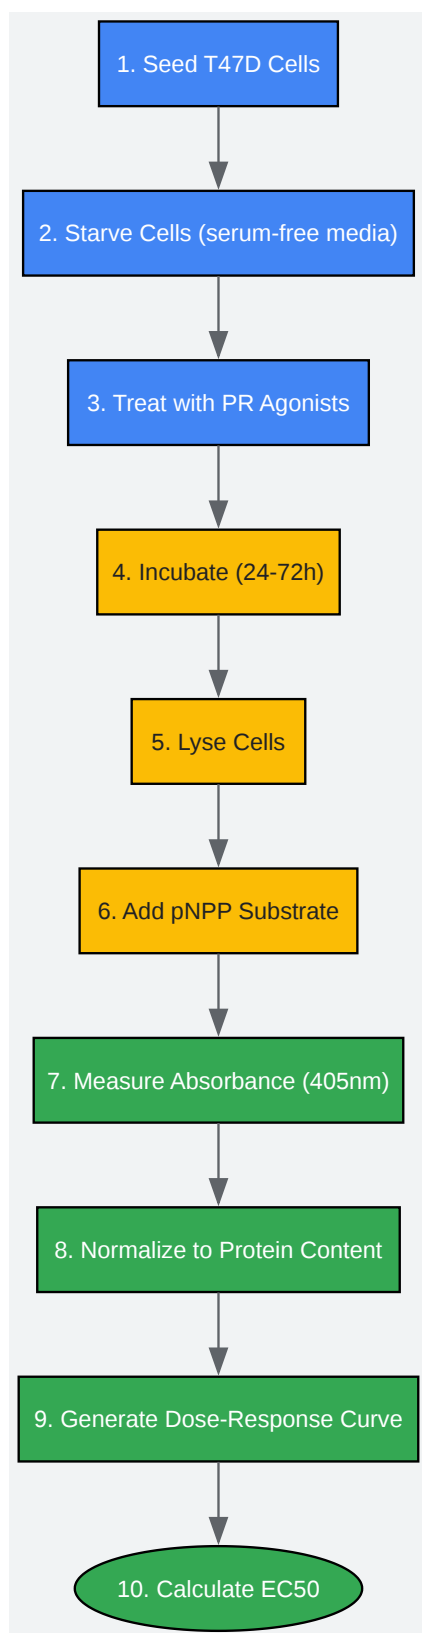 1. Seed T47D Cells
2. Starve Cells (serum-free media)
3. Treat with PR Agonists
4. Incubate (24-72h)
5. Lyse Cells
6. Add pNPP Substrate
7. Measure Absorbance (405nm)
8. Normalize to Protein Content
9. Generate Dose-Response Curve
10. Calculate EC50